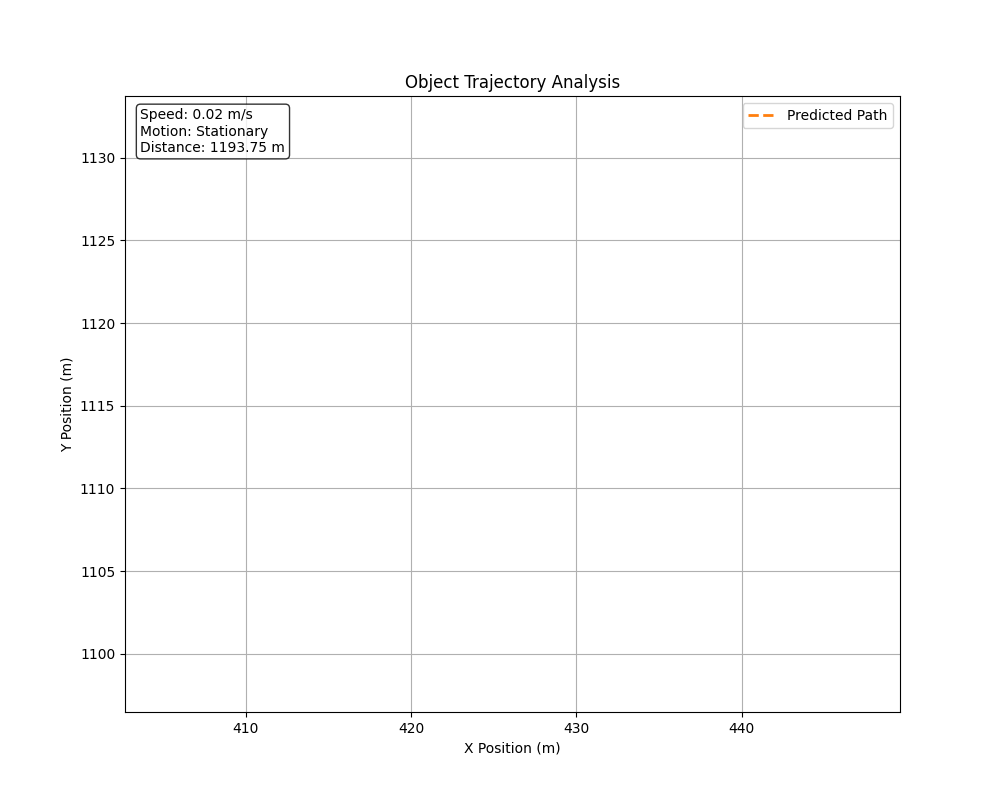 Object Trajectory Analysis
Speed: 0.02 m/s
Motion: Stationary
Distance: 1193.75 m
Predicted Path
1130
1125
1120
1115
1110
1105
1100
Y Position (m)
410
420
430
440
X Position (m)